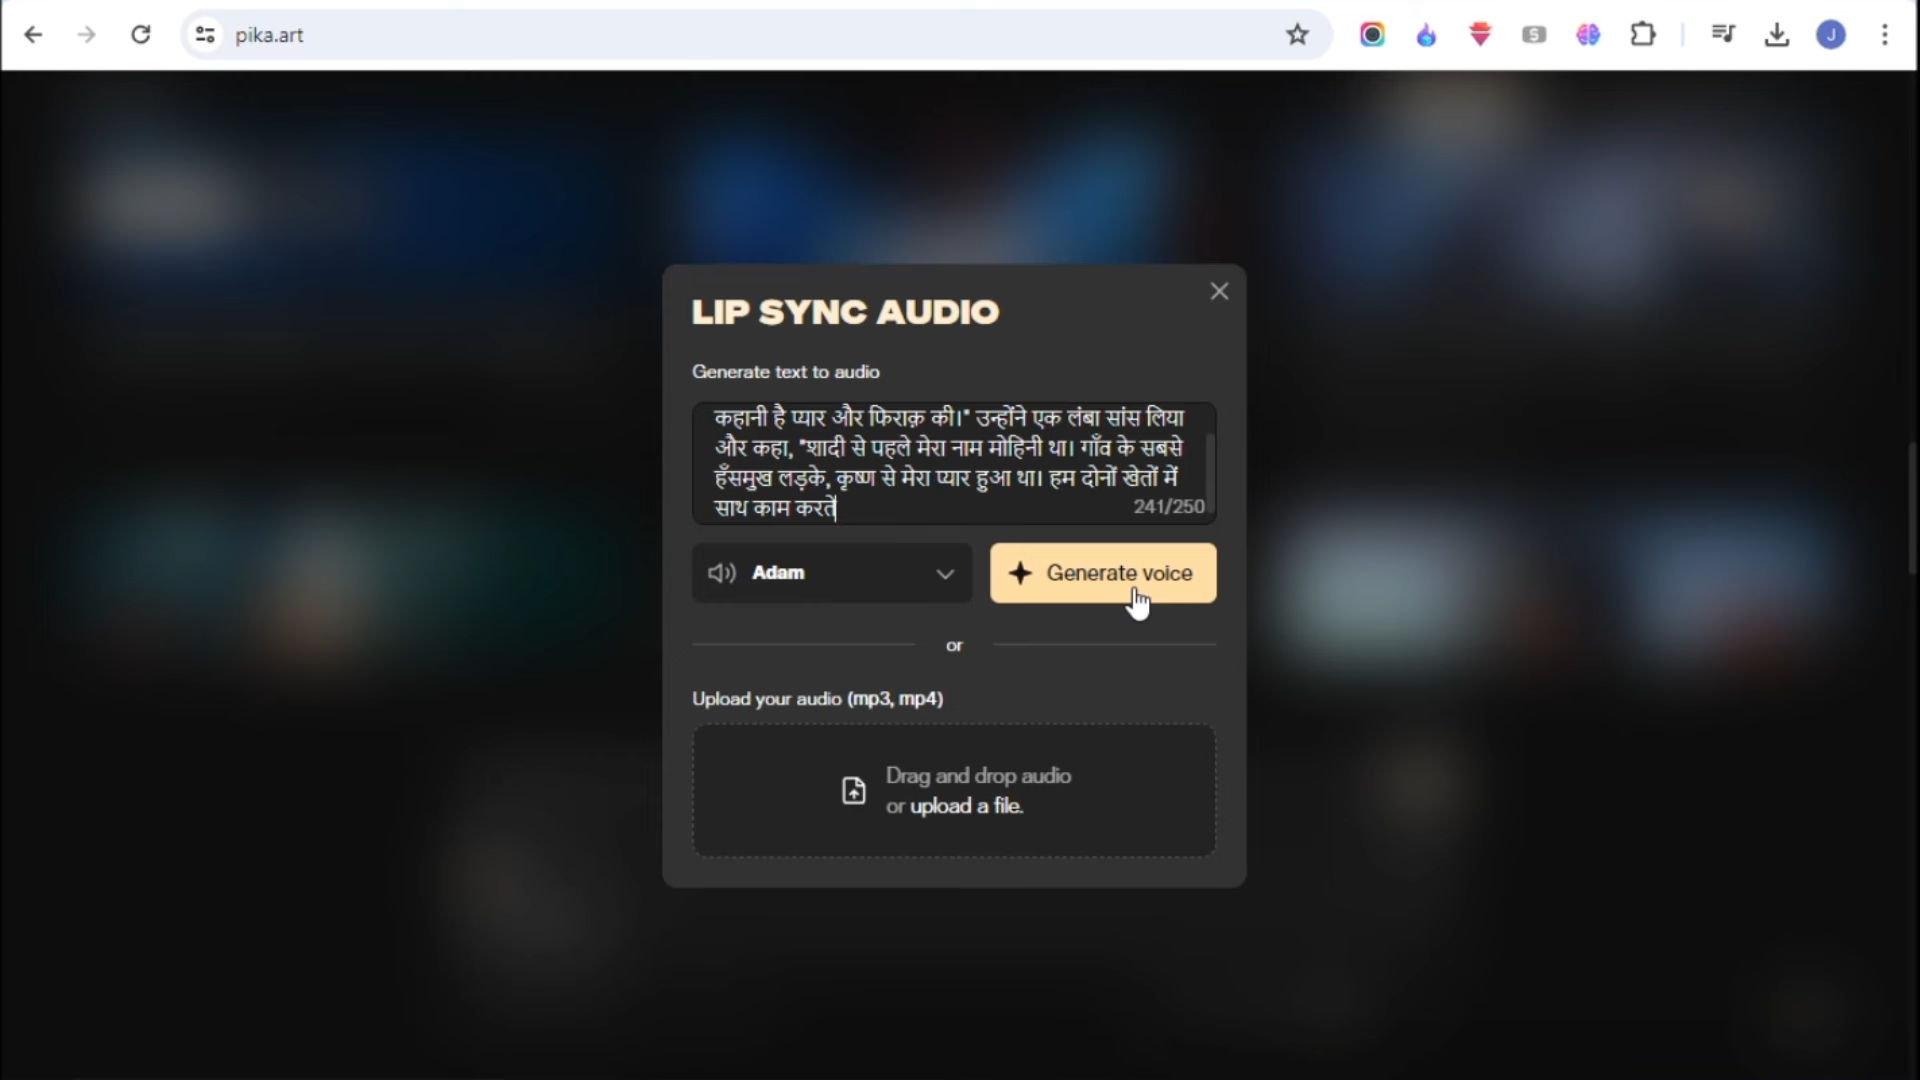 pika.art
S
J
LIP SYNC AUDIO
Generate text to audio
कहानी है प्यार और फिराक़ की।" उन्होंने एक लंबा सांस लिया
और कहा, "शादी से पहले मेरा नाम मोहिनी था। गाँव के सबसे
हँसमुख लड़के, कृष्ण से मेरा प्यार हुआ था। हम दोनों खेतों में
साथ काम करते
241/250
Adam
Generate voice
or
Upload your audio (mp3, mp4)
Drag and drop audio
or upload a file.